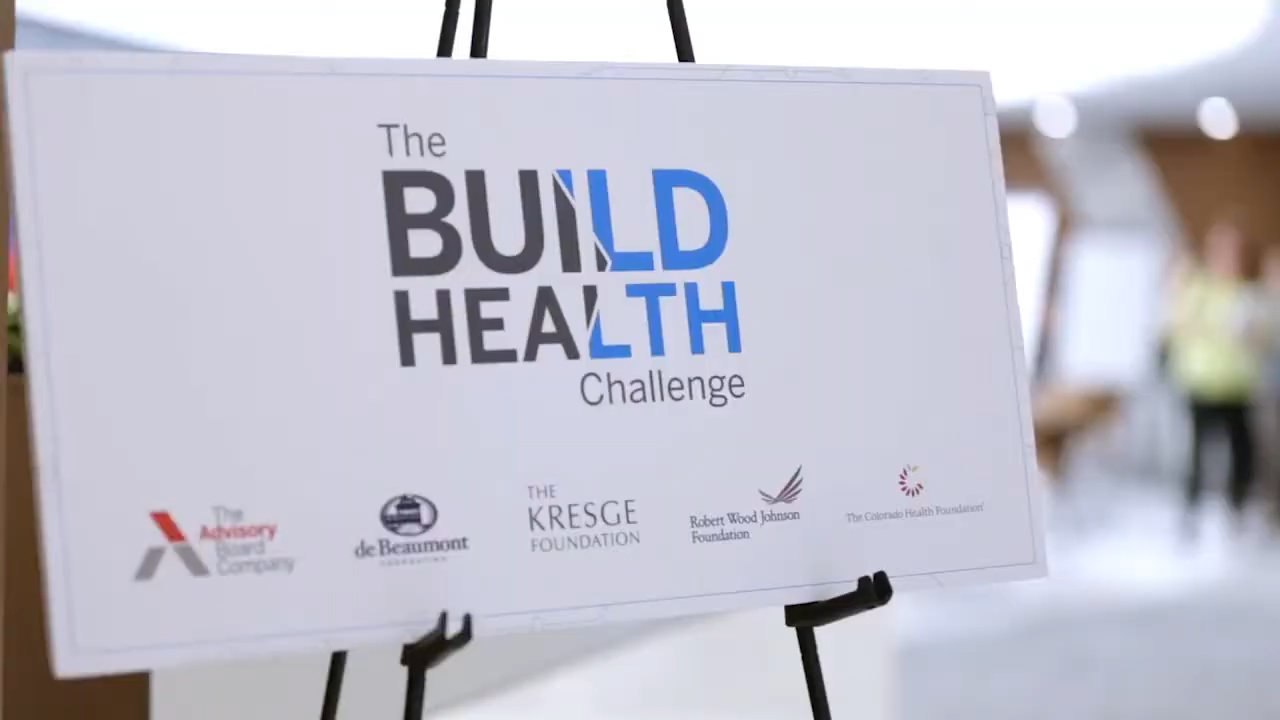 The
BUILD
HEALTH
Challenge
The
Advisory
Board
Company
de Beaumont
FOUNDATION
THE
KRESGE
FOUNDATION
Robert Wood Johnson
Foundation
The Colorado Health Foundation